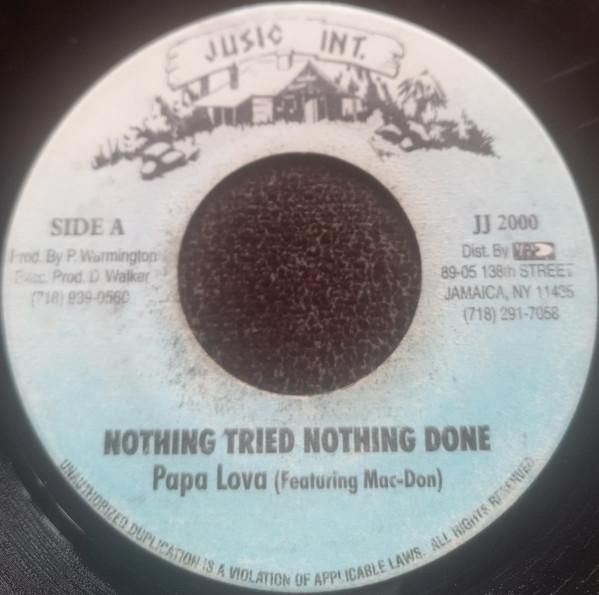 JUSIC INT.
SIDE A
Prod. By P. Warmington
Exec. Prod. D. Walker
(718) 939-0560
JJ 2000
Dist. By VP
89-05 138th STREET
JAMAICA, NY 11435
(718) 291-7058
NOTHING TRIED NOTHING DONE
Papa Lova (Featuring Mac-Don)
UNAUTHORIZED DUPLICATION IS A VIOLATION OF APPLICABLE LAWS. ALL RIGHTS RESERVED